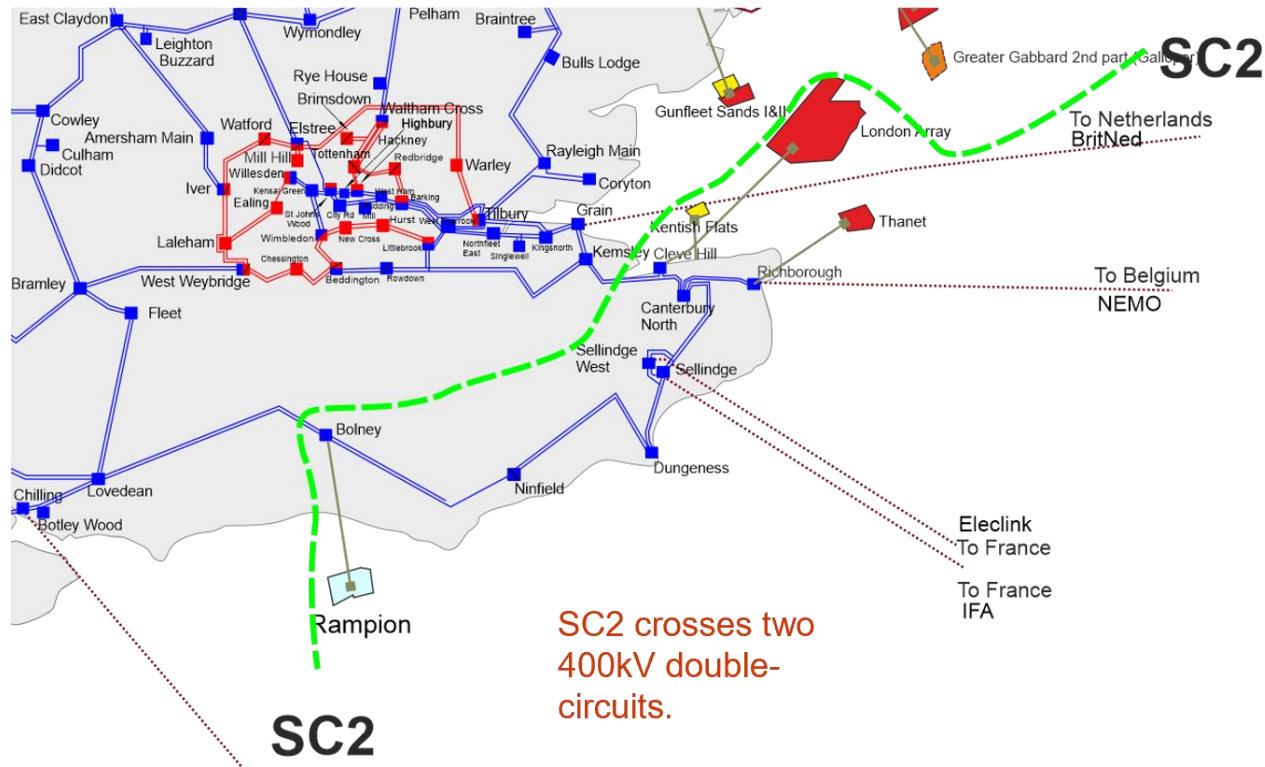 East Claydon
Pelham
Braintree
Wymondley
Leighton
Buzzard
Bulls Lodge
SC2
Greater Gabbard 2nd part (Galloper)
Rye House
Brimsdown
Gunfleet Sands I&II
Cowley
Waltham Cross
To Netherlands
BritNed
Watford
Elstree
Highbury
Hackney
London Array
Amersham Main
Culham
Didcot
Mill Hill
Tottenham
Redbridge
Warley
Rayleigh Main
Willesden
Coryton
Iver
Kensal Green
West Ham
Barking
Ealing
St Johns
Wood
City Rd
Mill
Hurst
Tilbury
Grain
Kentish Flats
Thanet
Laleham
Wimbledon
New Cross
Littlebrook
Northfleet
East
Singlewell
Kingsnorth
Kemsley
Cleve Hill
Chessington
Richborough
Bramley
West Weybridge
Beddington
Rowdown
To Belgium
NEMO
Fleet
Canterbury
North
Sellindge
West
Sellindge
Bolney
Dungeness
Ninfield
Lovedean
Chilling
Botley Wood
Eleclink
To France
To France
IFA
Rampion
SC2 crosses two
400kV double-
circuits.
SC2